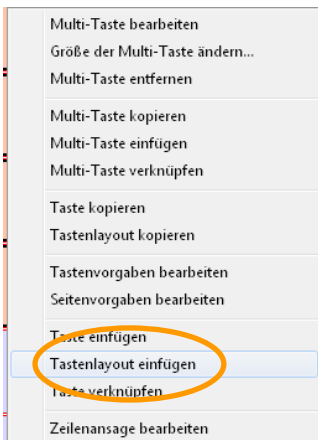 Multi-Taste bearbeiten
Größe der Multi-Taste ändern...
Multi-Taste entfernen
Multi-Taste kopieren
Multi-Taste einfügen
Multi-Taste verknüpfen
Taste kopieren
Tastenlayout kopieren
Tastenvorgaben bearbeiten
Seitenvorgaben bearbeiten
Taste einfügen
Tastenlayout einfügen
Taste verknüpfen
Zeilenansage bearbeiten